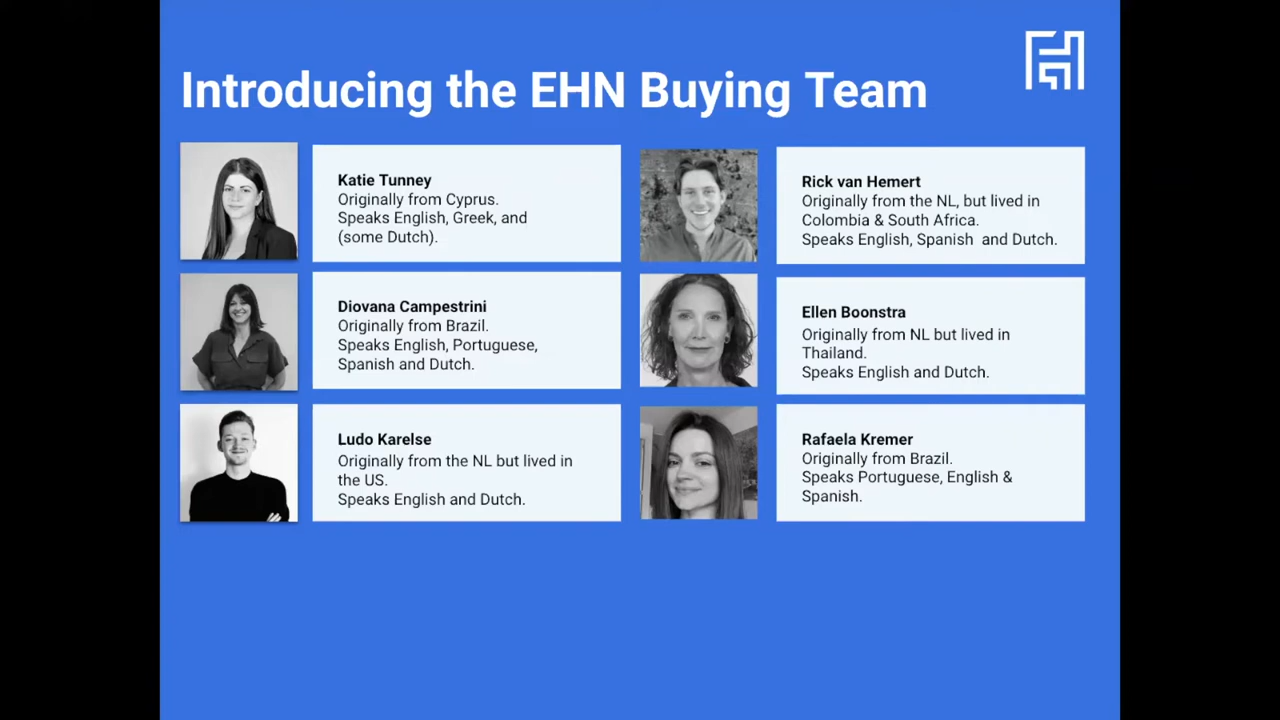 Introducing the EHN Buying Team
Katie Tunney
Originally from Cyprus.
Speaks English, Greek, and
(some Dutch).
Rick van Hemert
Originally from the NL, but lived in
Colombia & South Africa.
Speaks English, Spanish  and Dutch.
Diovana Campestrini
Originally from Brazil.
Speaks English, Portuguese,
Spanish and Dutch.
Ellen Boonstra
Originally from NL but lived in
Thailand.
Speaks English and Dutch.
Ludo Karelse
Originally from the NL but lived in
the US.
Speaks English and Dutch.
Rafaela Kremer
Originally from Brazil.
Speaks Portuguese, English &
Spanish.